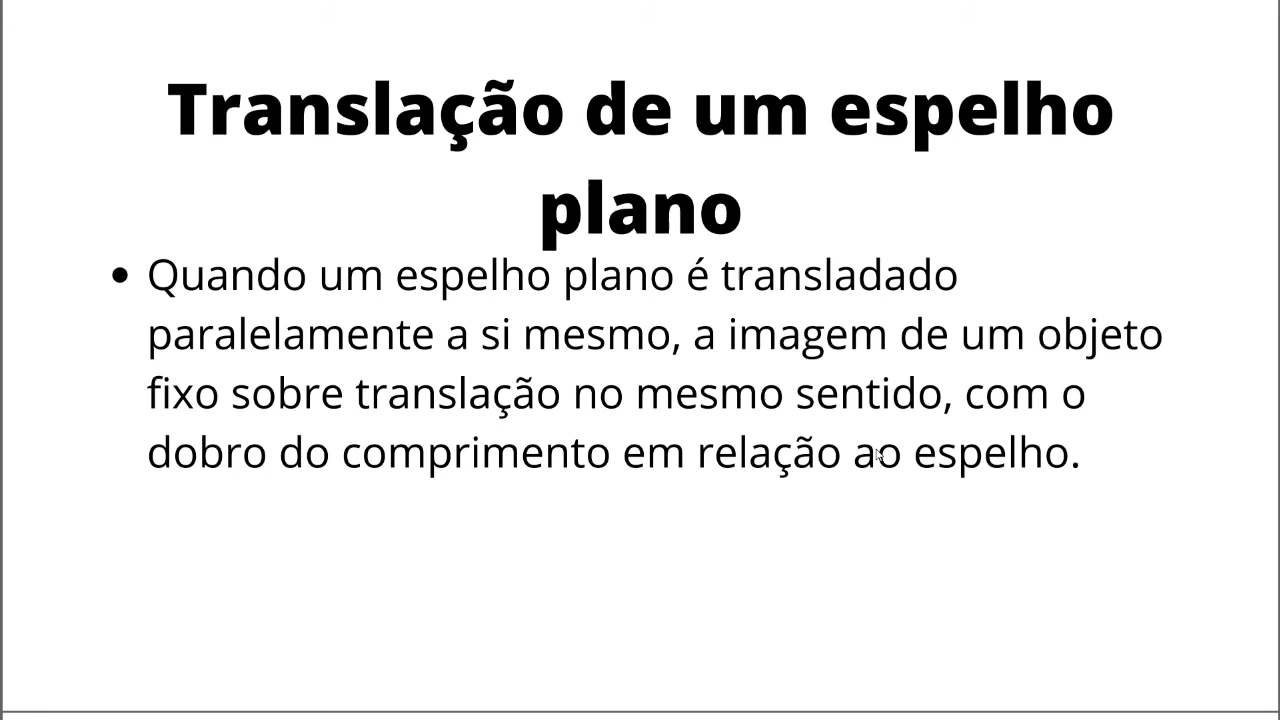 Translação de um espelho
plano
• Quando um espelho plano é transladado
paralelamente a si mesmo, a imagem de um objeto
fixo sobre translação no mesmo sentido, com o
dobro do comprimento em relação ao espelho.